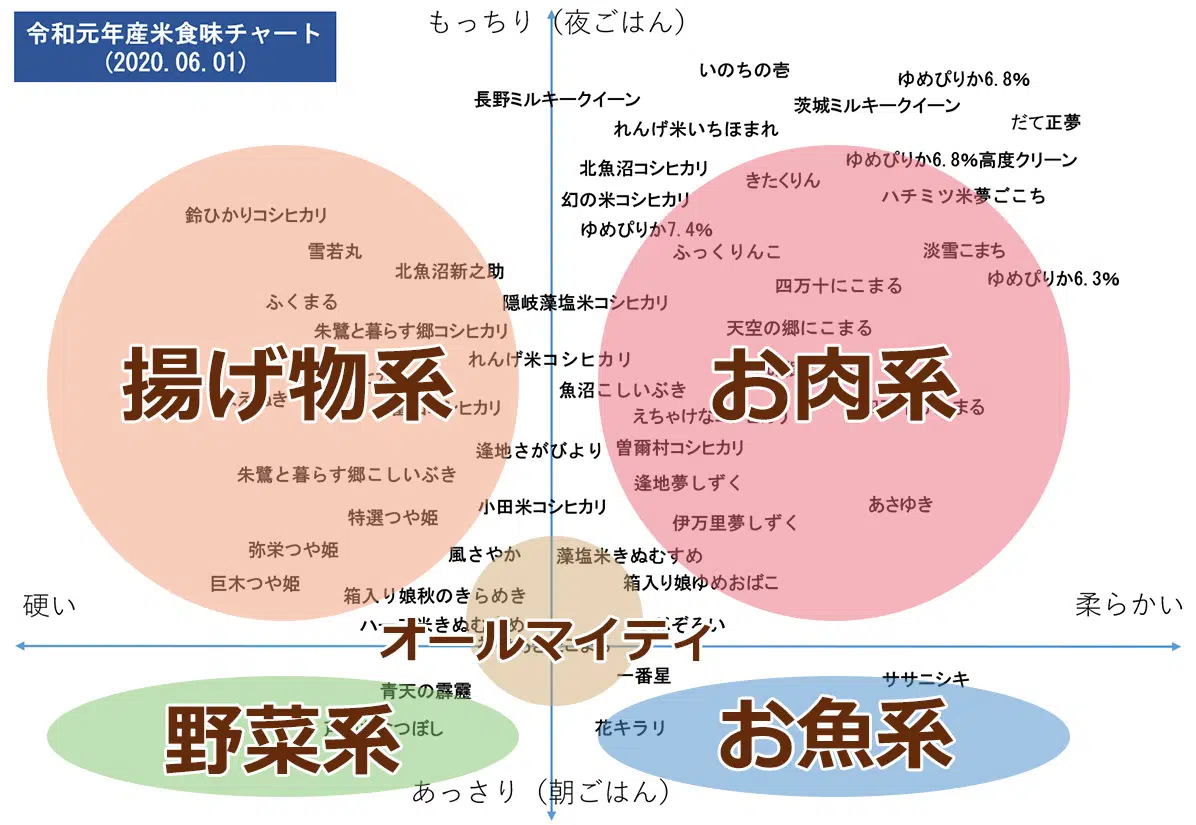 令和元年産米食味チャート
(2020.06.01)
もっちり（夜ごはん）
いのちの壱
ゆめぴりか6.8%
長野ミルキークイーン
茨城ミルキークイーン
れんげ米いちほまれ
だて正夢
北魚沼コシヒカリ
ゆめぴりか6.8%高度クリーン
きたくりん
幻の米コシヒカリ
ハチミツ米夢ごこち
鈴ひかりコシヒカリ
ゆめぴりか7.4%
雪若丸
ふっくりんこ
淡雪こまち
北魚沼新之助
四万十にこまる
ゆめぴりか6.3%
ふくまる
隠岐藻塩米コシヒカリ
朱鷺と暮らす郷コシヒカリ
天空の郷にこまる
れんげ米コシヒカリ
揚げ物系
お肉系
魚沼こしいぶき
コシヒカリ
えちゃけな
まる
逢地さがびより
曽爾村コシヒカリ
朱鷺と暮らす郷こしいぶき
逢地夢しずく
小田米コシヒカリ
あさゆき
特選つや姫
伊万里夢しずく
弥栄つや姫
風さやか
藻塩米きぬむすめ
巨木つや姫
箱入り娘ゆめおばこ
箱入り娘秋のきらめき
硬い
柔らかい
オールマイティ
一番星
ササニシキ
青天の霹靂
野菜系
つぼし
花キラリ
お魚系
あっさり（朝ごはん）